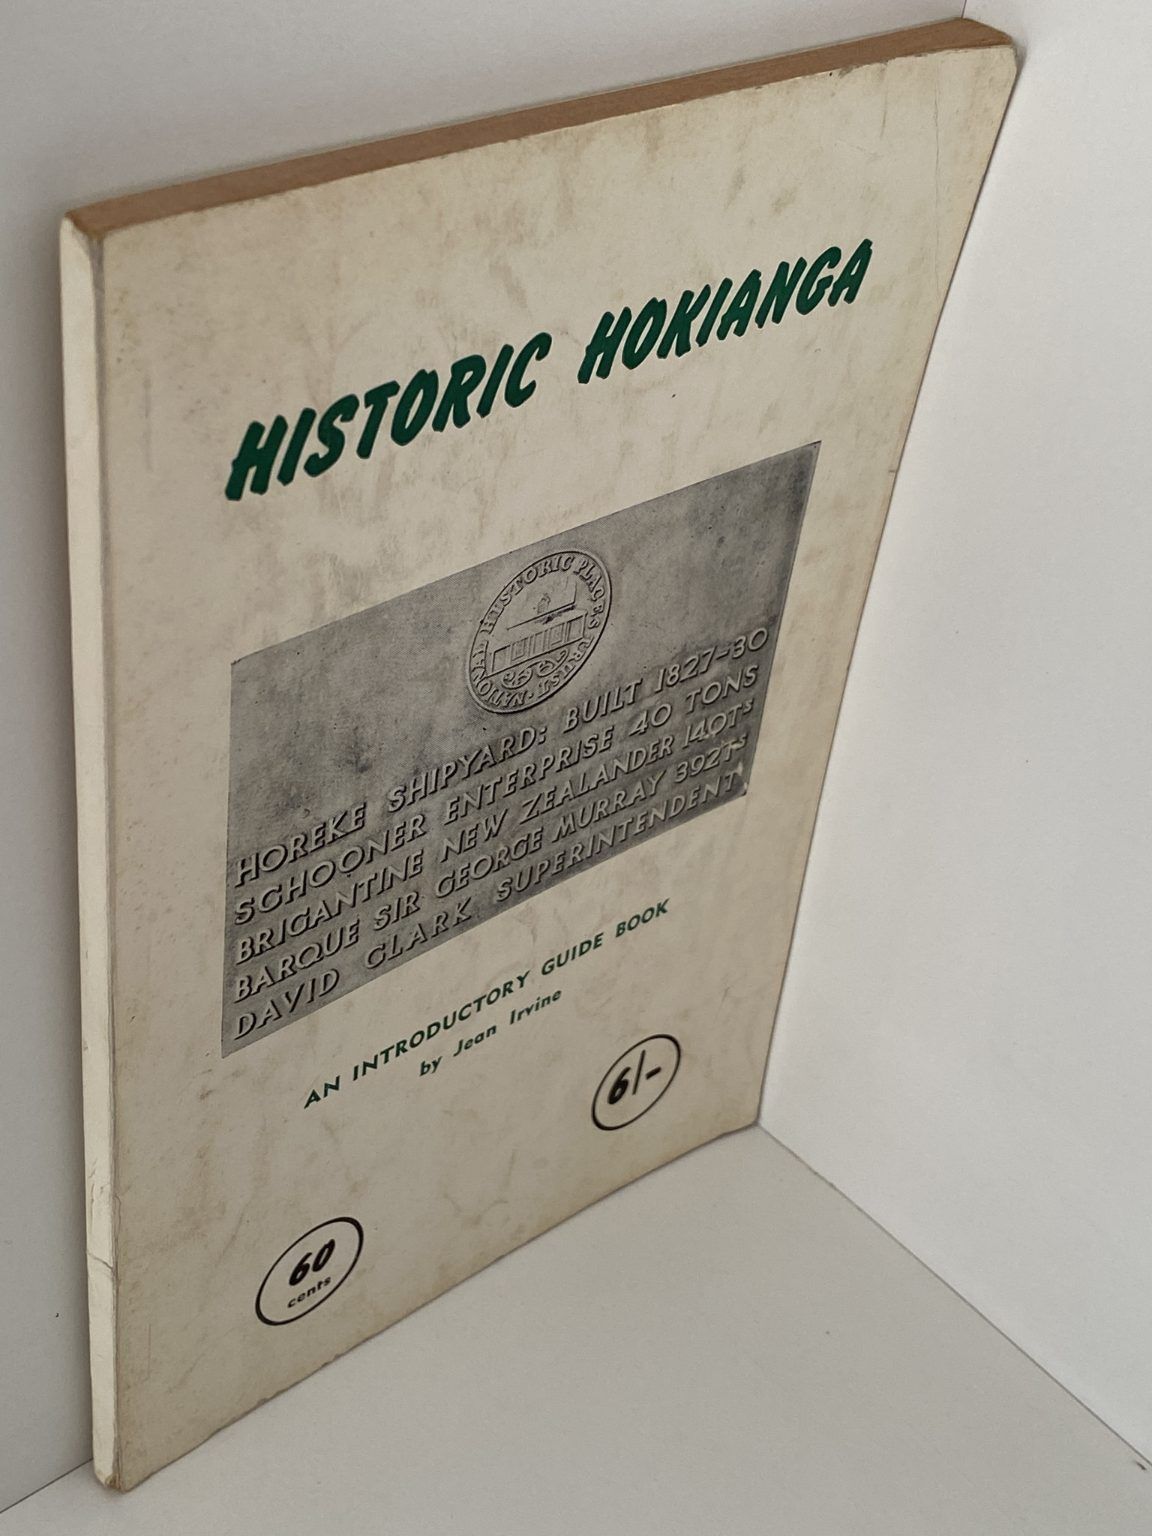 HISTORIC HOKIANGA
NATIONAL HISTORIC PLACES TRUST
HOREKE SHIPYARD: BUILT 1827-30
SCHOONER ENTERPRISE 40 TONS
BRIGANTINE NEW ZEALANDER 140Ts
BARQUE SIR GEORGE MURRAY 392Ts
DAVID CLARK SUPERINTENDENT
AN INTRODUCTORY GUIDE BOOK
by Jean Irvine
6/-
60
cents